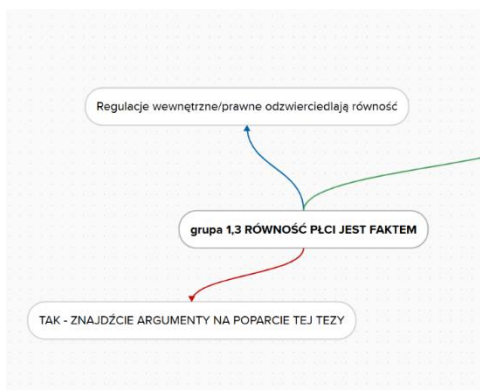 Regulacje wewnętrzne/prawne odzwierciedlają równość
grupa 1,3 RÓWNOŚĆ PŁCI JEST FAKTEM
TAK - ZNAJDŹCIE ARGUMENTY NA POPARCIE TEJ TEZY